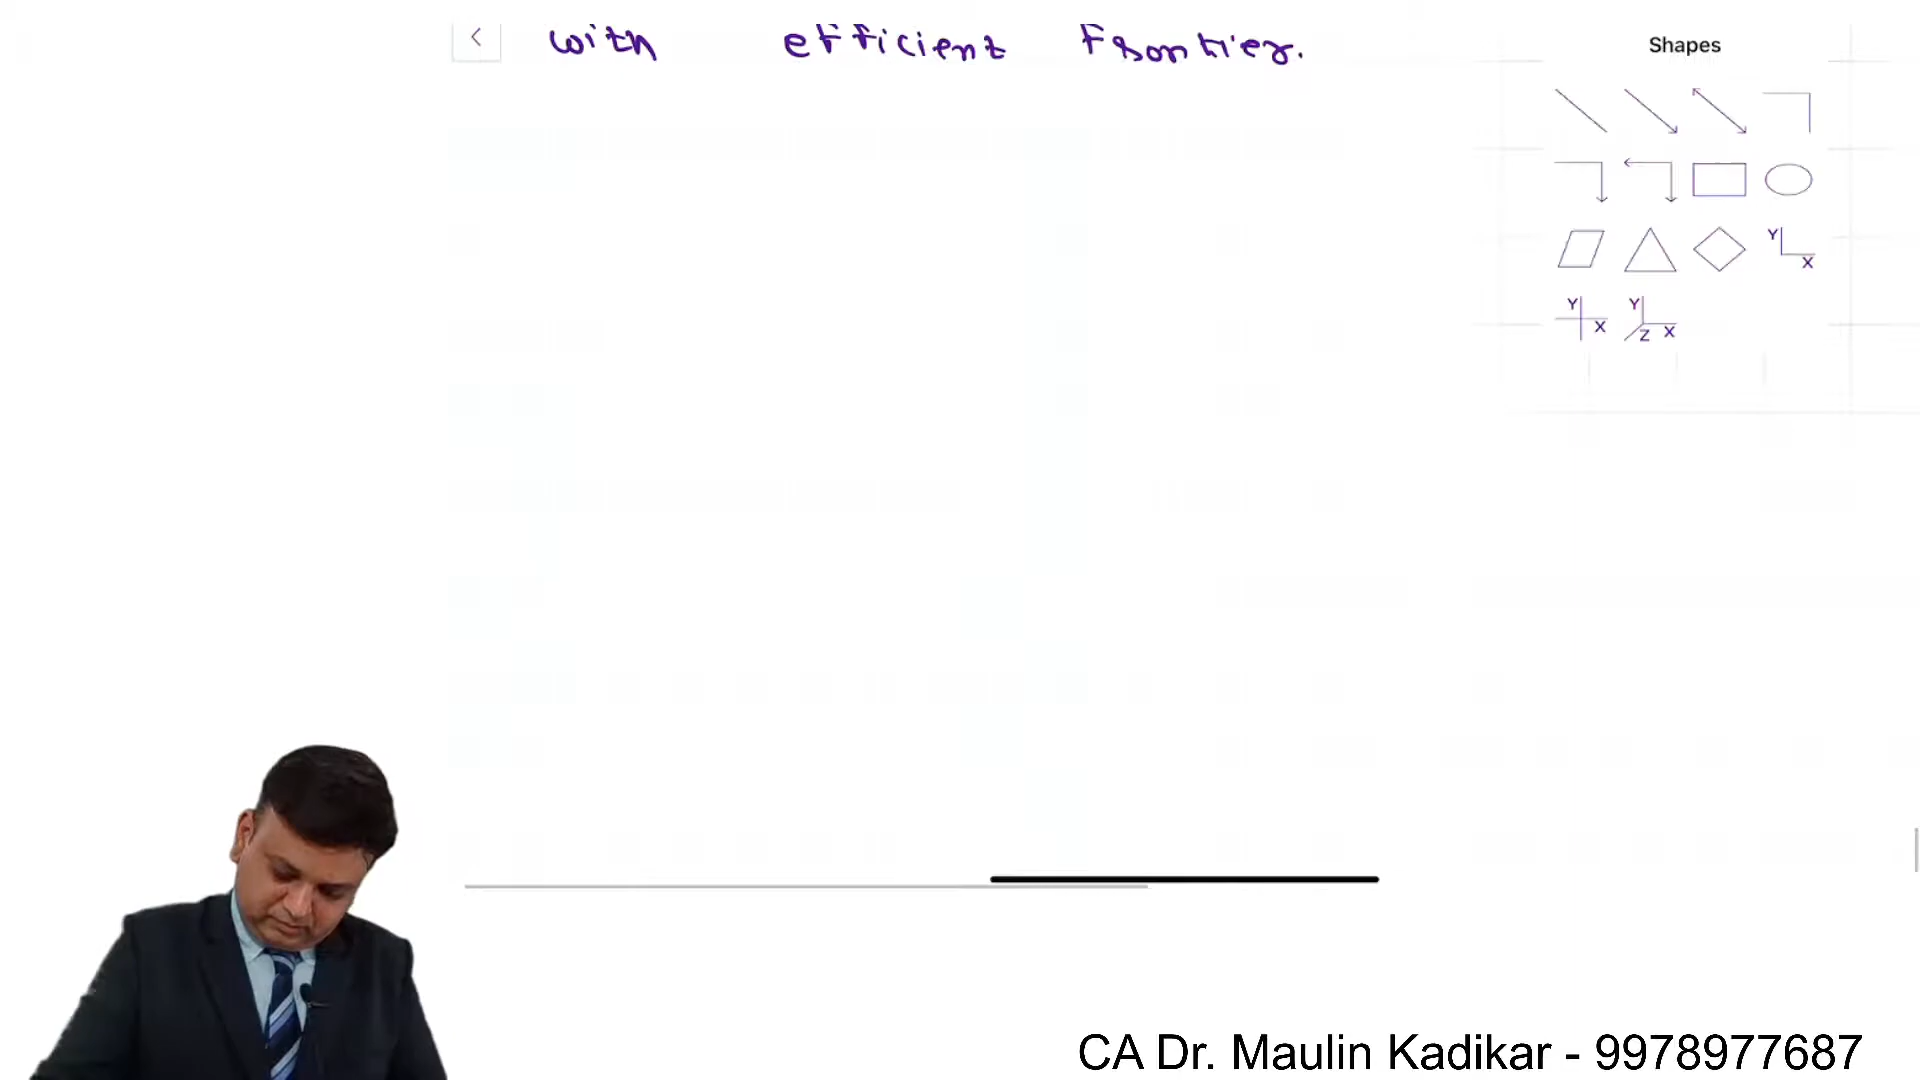 with efficient Frontier.
Shapes
Y
X
Y
X
Y
Z X
CA Dr. Maulin Kadikar - 9978977687